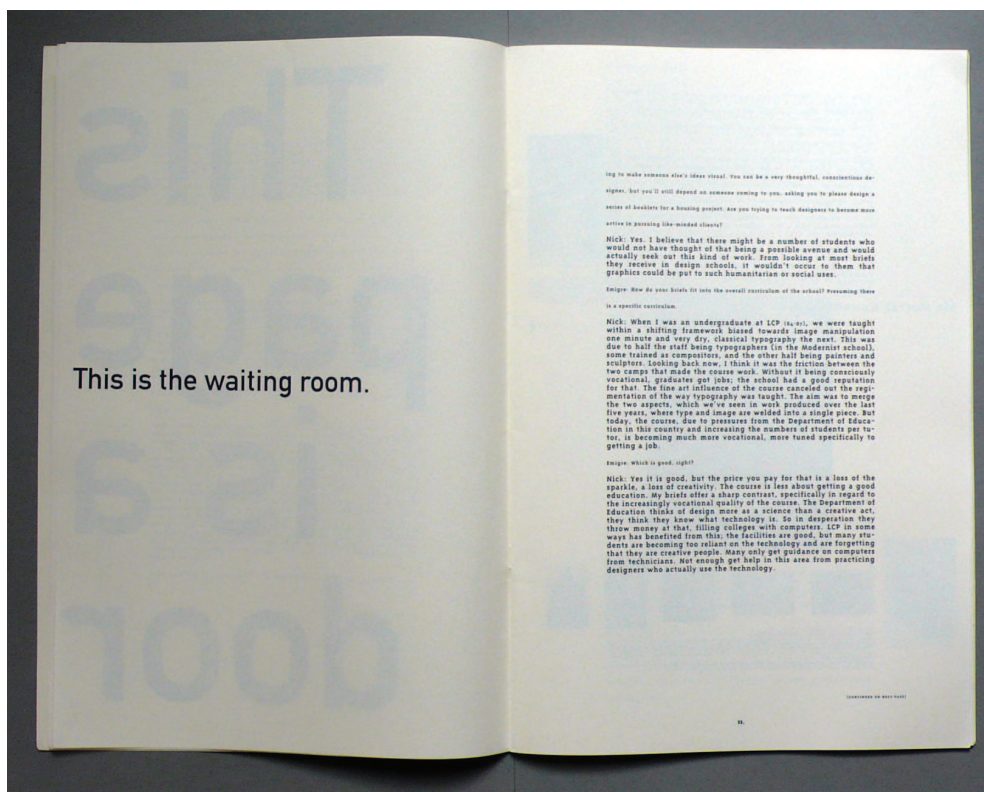 This is the waiting room.
ing to make someone else's ideas visual. You can be a very thoughtful, conscientious de-
signer, but you'll still depend on someone coming to you, asking you to please design a
series of booklets for a housing project. Are you trying to teach designers to become more
active in pursuing like-minded clients?
Nick: Yes. I believe that there might be a number of students who
would not have thought of that being a possible avenue and would
actually seek out this kind of work. From looking at most briefs
they receive in design schools, it wouldn't occur to them that
graphics could be put to such humanitarian or social uses.
Emigre: How do your briefs fit into the overall curriculum of the school? Presuming there
is a specific curriculum.
Nick: When I was an undergraduate at LCP (84-87), we were taught
within a shifting framework biased towards image manipulation
one minute and very dry, classical typography the next. This was
due to half the staff being typographers (in the Modernist school),
some trained as compositors, and the other half being painters and
sculptors. Looking back now, I think it was the friction between the
two camps that made the course work. Without it being consciously
vocational, graduates got jobs; the school had a good reputation
for that. The fine art influence of the course canceled out the regi-
mentation of the way typography was taught. The aim was to merge
the two aspects, which we've seen in work produced over the last
five years, where type and image are welded into a single piece. But
today, the course, due to pressures from the Department of Educa-
tion in this country and increasing the numbers of students per tu-
tor, is becoming much more vocational, more tuned specifically to
getting a job.
Emigre: Which is good, right?
Nick: Yes it is good, but the price you pay for that is a loss of the
sparkle, a loss of creativity. The course is less about getting a good
education. My briefs offer a sharp contrast, specifically in regard to
the increasingly vocational quality of the course. The Department of
Education thinks of design more as a science than a creative act,
they think they know what technology is. So in desperation they
throw money at that, filling colleges with computers. LCP in some
ways has benefited from this; the facilities are good, but many stu-
dents are becoming too reliant on the technology and are forgetting
that they are creative people. Many only get guidance on computers
from technicians. Not enough get help in this area from practicing
designers who actually use the technology.
(CONTINUED ON NEXT PAGE)